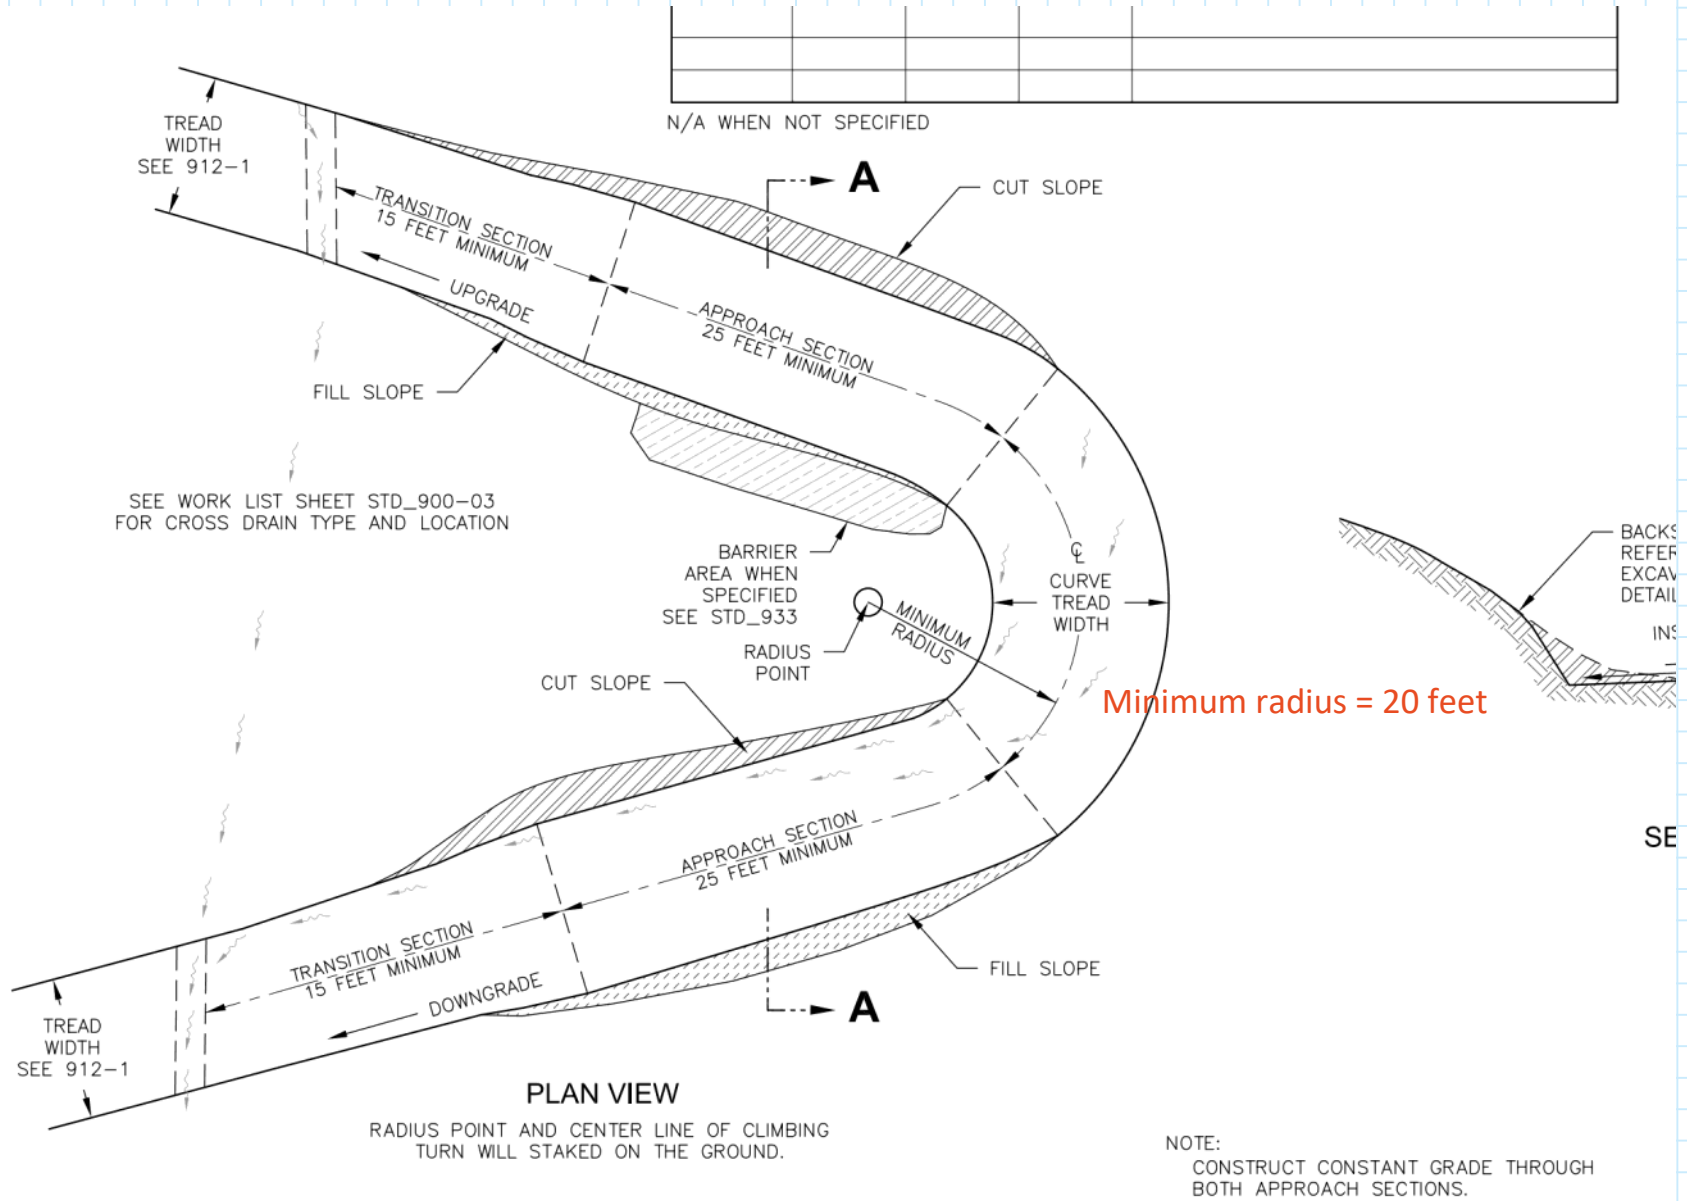 N/A WHEN NOT SPECIFIED
TREAD
WIDTH
SEE 912-1
A
CUT SLOPE
TRANSITION SECTION
15 FEET MINIMUM
UPGRADE
APPROACH SECTION
25 FEET MINIMUM
FILL SLOPE
SEE WORK LIST SHEET STD_900-03
FOR CROSS DRAIN TYPE AND LOCATION
BARRIER
AREA WHEN
SPECIFIED
SEE STD_933
RADIUS
POINT
MINIMUM
RADIUS
℄
CURVE
TREAD
WIDTH
Minimum radius = 20 feet
BACKS
REFER
EXCAV
DETAIL
INS
CUT SLOPE
SE
APPROACH SECTION
25 FEET MINIMUM
TRANSITION SECTION
15 FEET MINIMUM
DOWNGRADE
FILL SLOPE
A
TREAD
WIDTH
SEE 912-1
PLAN VIEW
RADIUS POINT AND CENTER LINE OF CLIMBING
TURN WILL STAKED ON THE GROUND.
NOTE:
CONSTRUCT CONSTANT GRADE THROUGH
BOTH APPROACH SECTIONS.